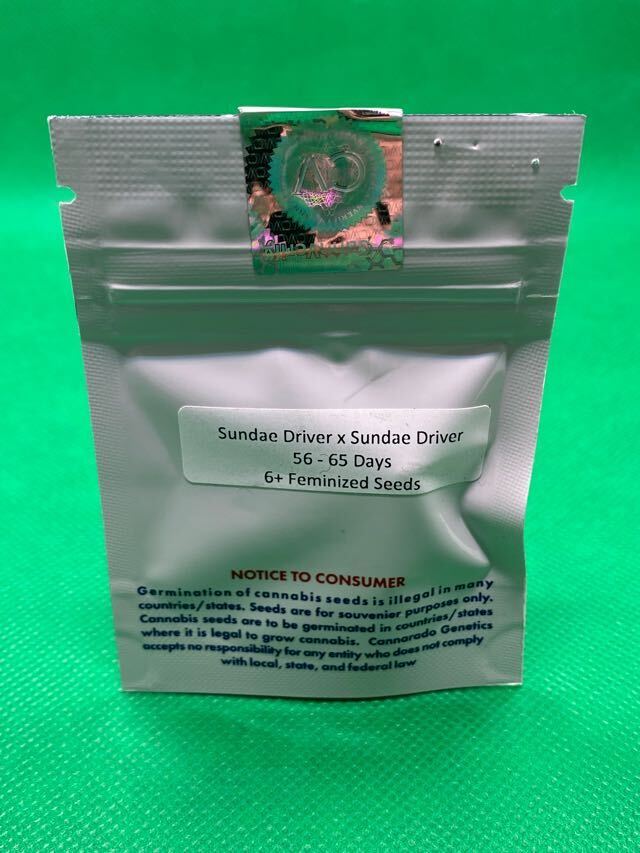 Sundae Driver x Sundae Driver
56 - 65 Days
6+ Feminized Seeds
NOTICE TO CONSUMER
Germination of cannabis seeds is illegal in many
countries/states. Seeds are for souvenier purposes only.
Cannabis seeds are to be germinated in countries/states
where it is legal to grow cannabis. Cannarado Genetics
accepts no responsibility for any entity who does not comply
with local, state, and federal law